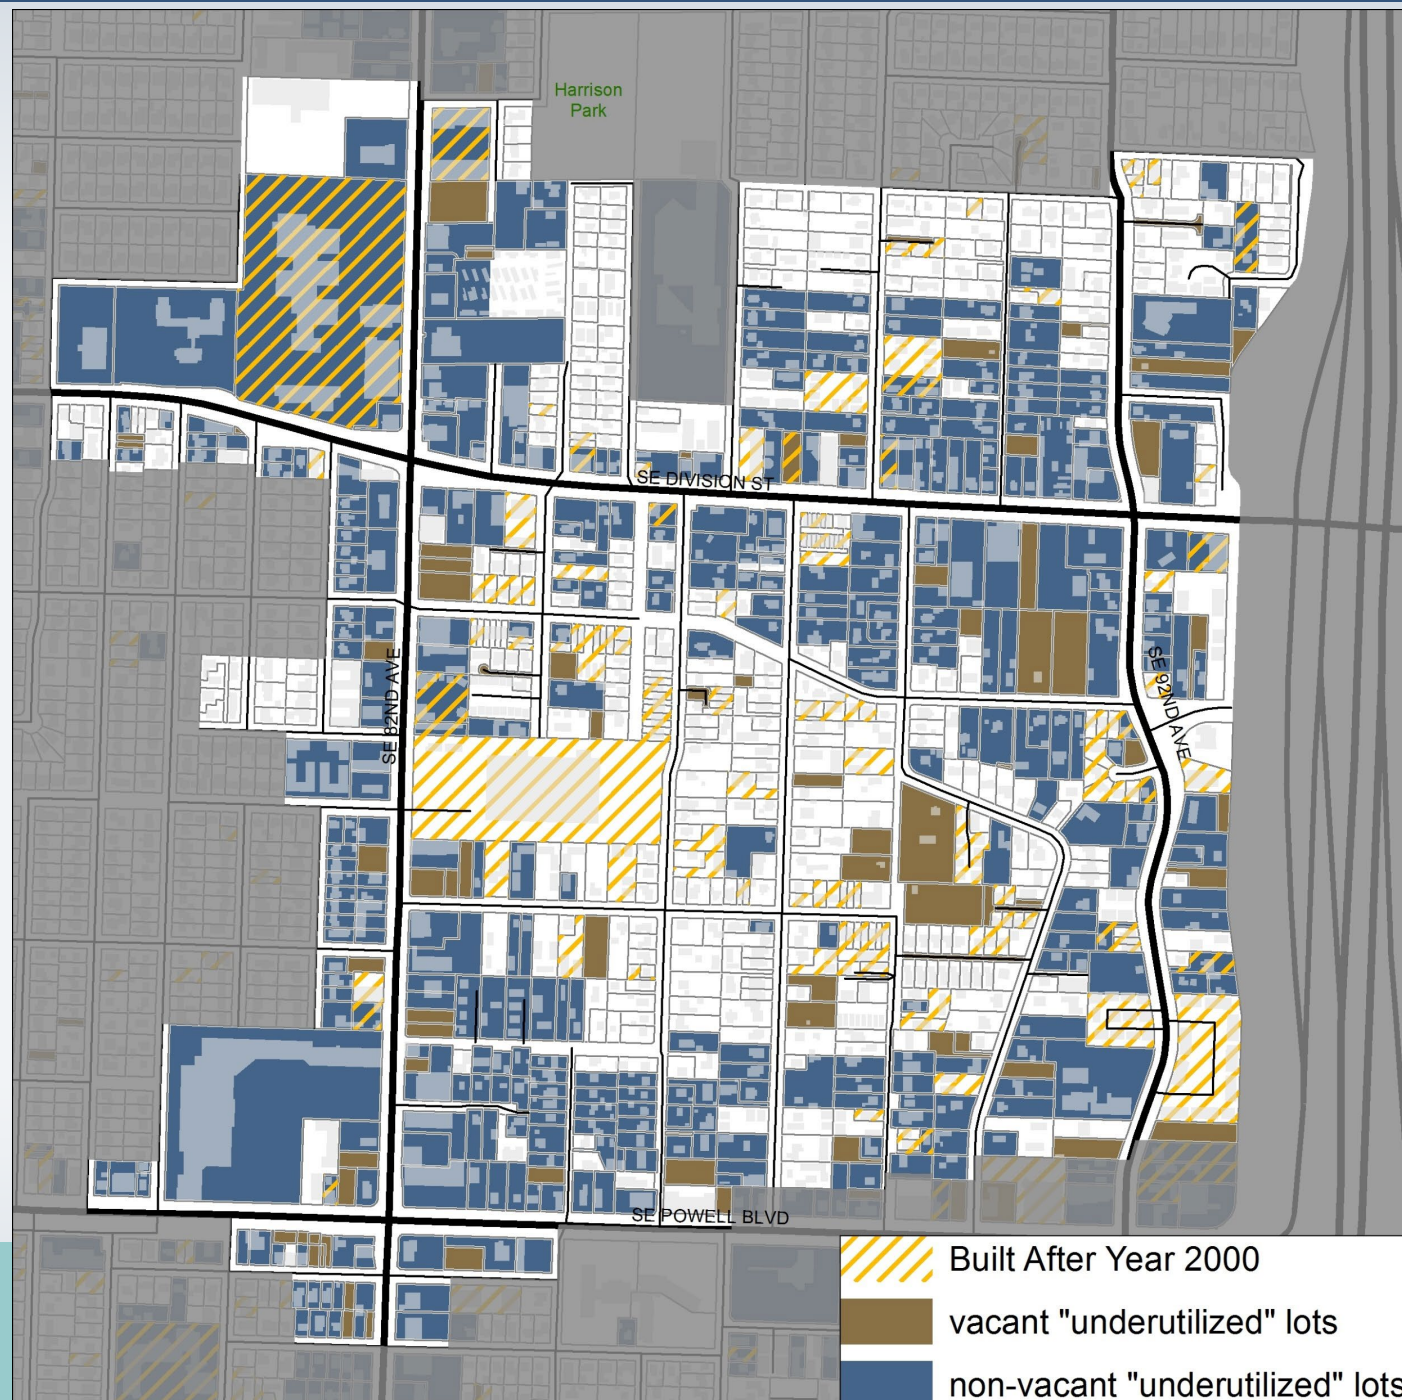 Harrison
Park
SE DIVISION ST
SE 82ND AVE
SE 92ND AVE
SE POWELL BLVD
Built After Year 2000
vacant "underutilized" lots
non-vacant "underutilized" lots